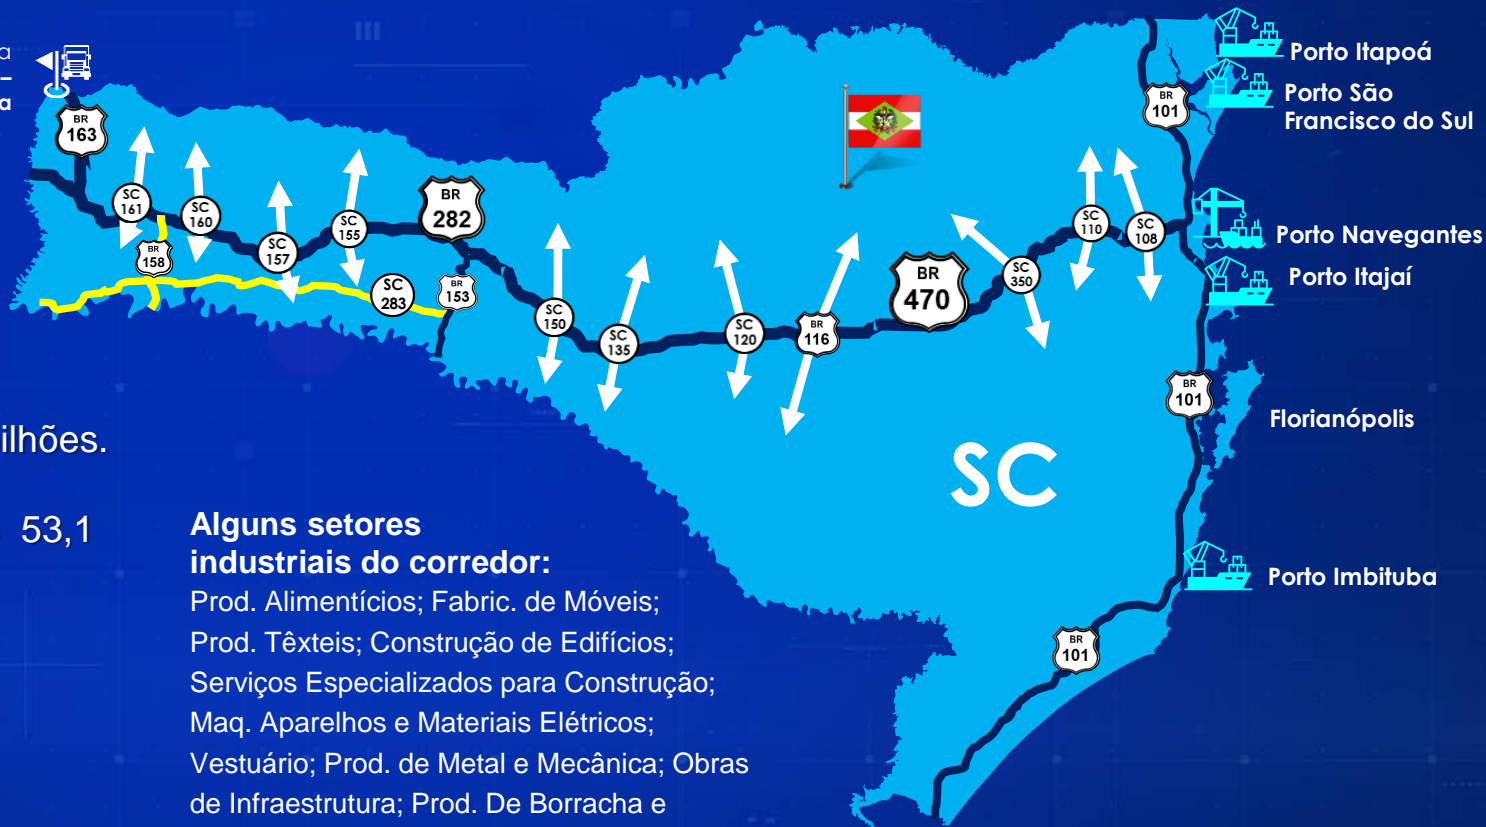 a
–
a
BR
163
SC
161
SC
160
BR
158
SC
157
SC
155
BR
282
SC
283
BR
153
SC
150
SC
135
SC
120
BR
116
BR
470
SC
350
SC
110
SC
108
BR
101
Porto Itapoá
Porto São
Francisco do Sul
Porto Navegantes
Porto Itajaí
BR
101
Florianópolis
SC
Porto Imbituba
BR
101
ilhões.
53,1
Alguns setores
industriais do corredor:
Prod. Alimentícios; Fabric. de Móveis;
Prod. Têxteis; Construção de Edifícios;
Serviços Especializados para Construção;
Maq. Aparelhos e Materiais Elétricos;
Vestuário; Prod. de Metal e Mecânica; Obras
de Infraestrutura; Prod. De Borracha e